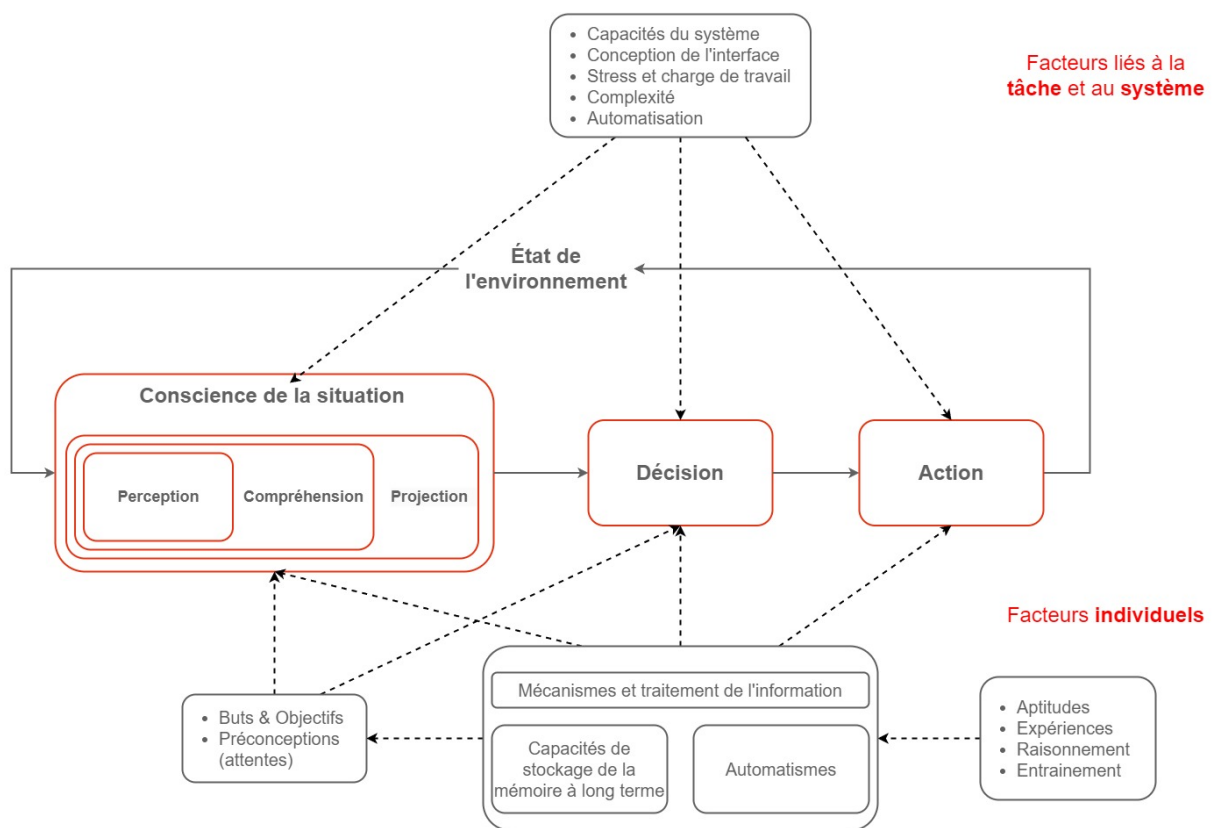 • Capacités du système
• Conception de l'interface
• Stress et charge de travail
• Complexité
• Automatisation
Facteurs liés à la
tâche et au système
État de
l'environnement
Conscience de la situation
Perception
Compréhension
Projection
Décision
Action
Facteurs individuels
• Buts & Objectifs
• Préconceptions
(attentes)
Mécanismes et traitement de l'information
Capacités de
stockage de la
mémoire à long terme
Automatismes
• Aptitudes
• Expériences
• Raisonnement
• Entrainement